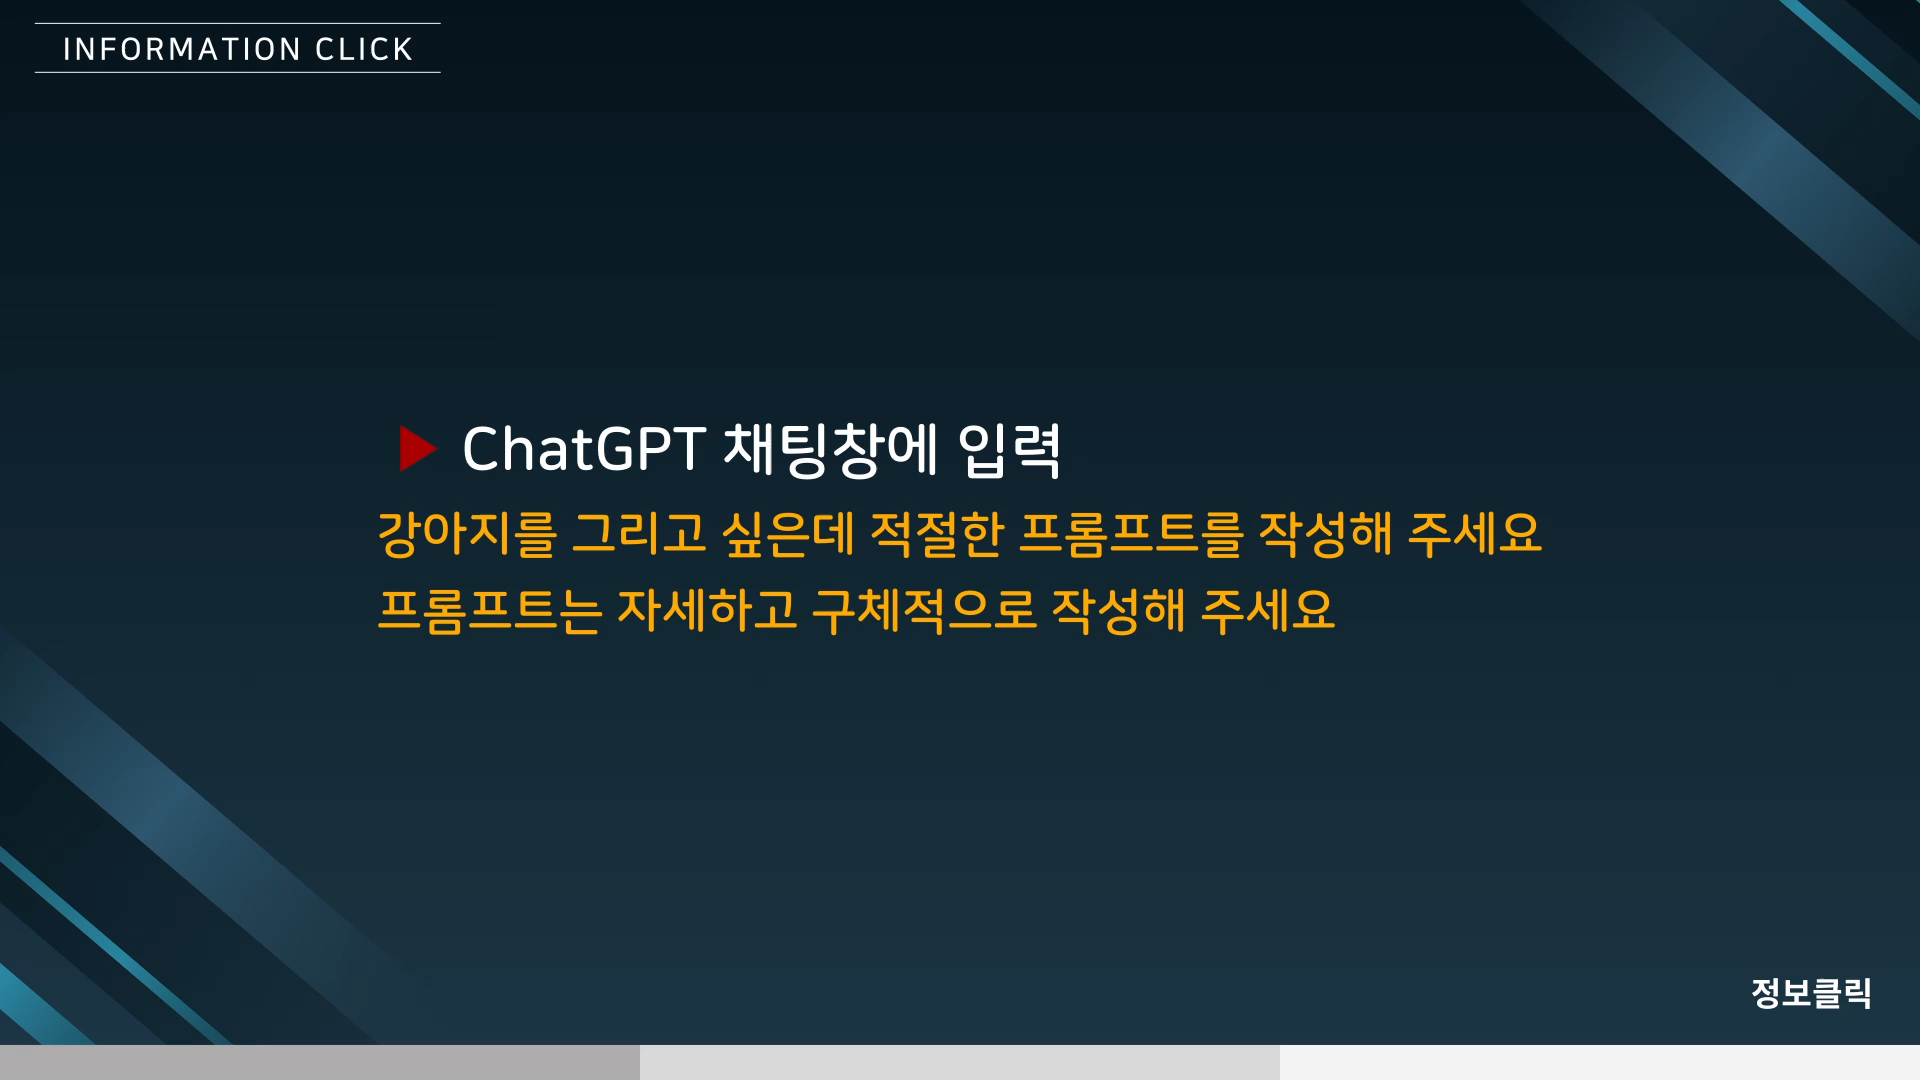 INFORMATION CLICK
▶ ChatGPT 채팅창에 입력
강아지를 그리고 싶은데 적절한 프롬프트를 작성해 주세요
프롬프트는 자세하고 구체적으로 작성해 주세요
정보클릭